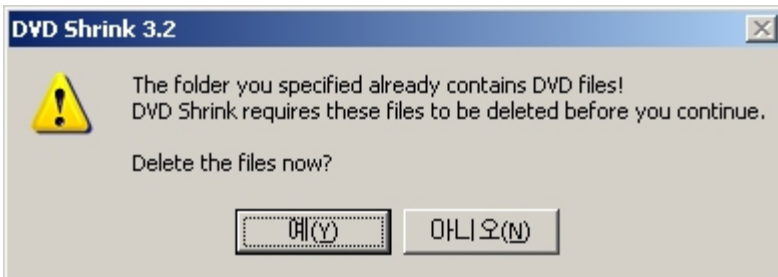 DVD Shrink 3.2
The folder you specified already contains DVD files!
DVD Shrink requires these files to be deleted before you continue.
Delete the files now?
예(Y)
아니오(N)